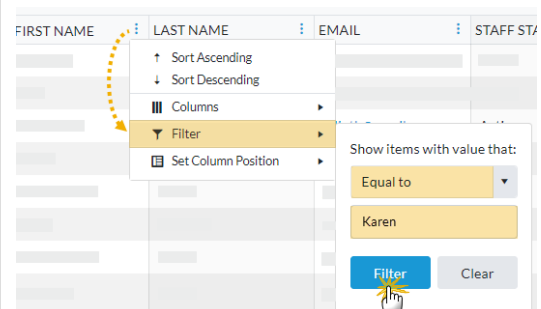 FIRST NAME LAST NAME EMAIL STAFF STA
Sort Ascending
Sort Descending
Columns
Filter
Set Column Position
Show items with value that:
Equal to
Karen
Filter Clear